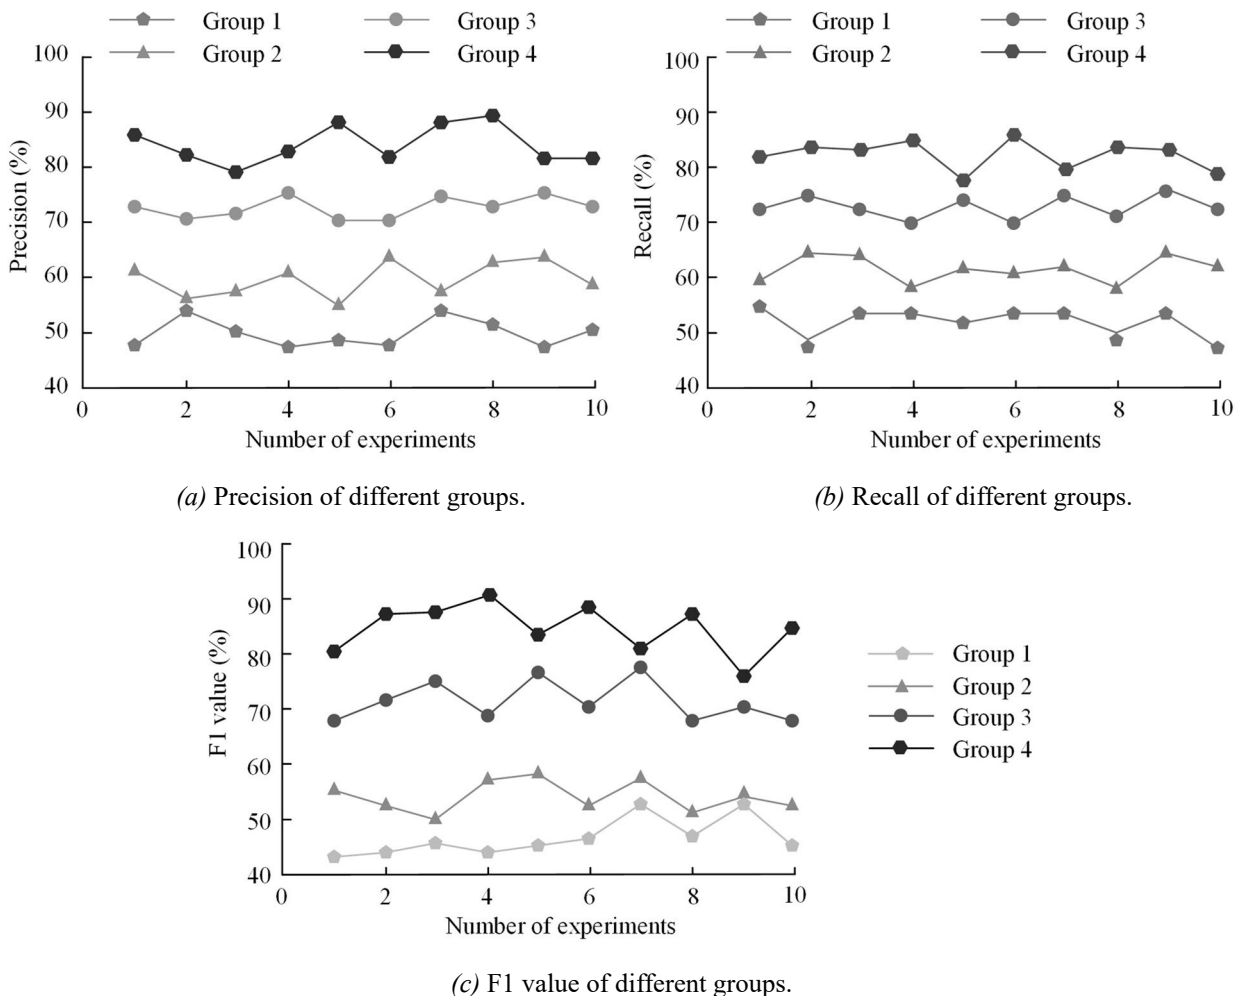 Group 1
Group 3
Group 2
Group 4
100
90
80
70
60
50
40
Precision (%)
0
2
4
6
8
10
Number of experiments
(a) Precision of different groups.
Group 1
Group 3
Group 2
Group 4
100
90
80
70
60
50
40
Recall (%)
0
2
4
6
8
10
Number of experiments
(b) Recall of different groups.
100
90
80
70
60
50
40
F1 value (%)
0
2
4
6
8
10
Number of experiments
Group 1
Group 2
Group 3
Group 4
(c) F1 value of different groups.